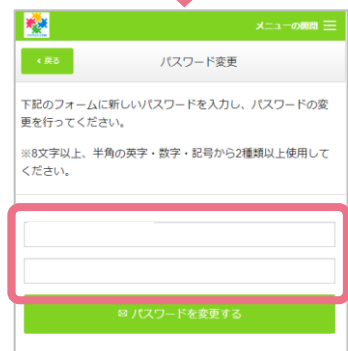 メニューの開閉
戻る
パスワード変更
下記のフォームに新しいパスワードを入力し、パスワードの変
更を行ってください。
※8文字以上、半角の英字・数字・記号から2種類以上使用して
ください。
パスワードを変更する